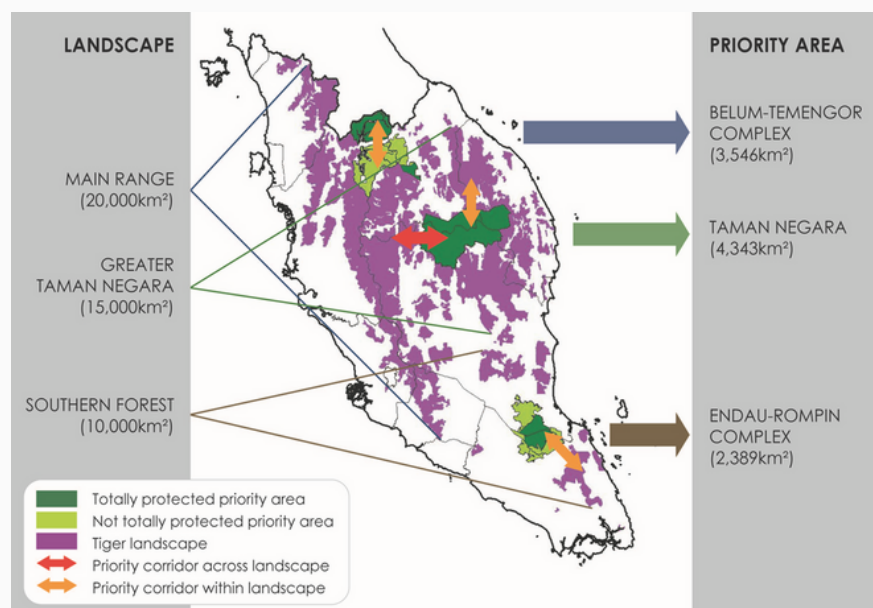 LANDSCAPE
MAIN RANGE
(20,000km²)
GREATER
TAMAN NEGARA
(15,000km²)
SOUTHERN FOREST
(10,000km²)
PRIORITY AREA
BELUM-TEMENGOR
COMPLEX
(3,546km²)
TAMAN NEGARA
(4,343km²)
ENDAU-ROMPIN
COMPLEX
(2,389km²)
Totally protected priority area
Not totally protected priority area
Tiger landscape
Priority corridor across landscape
Priority corridor within landscape